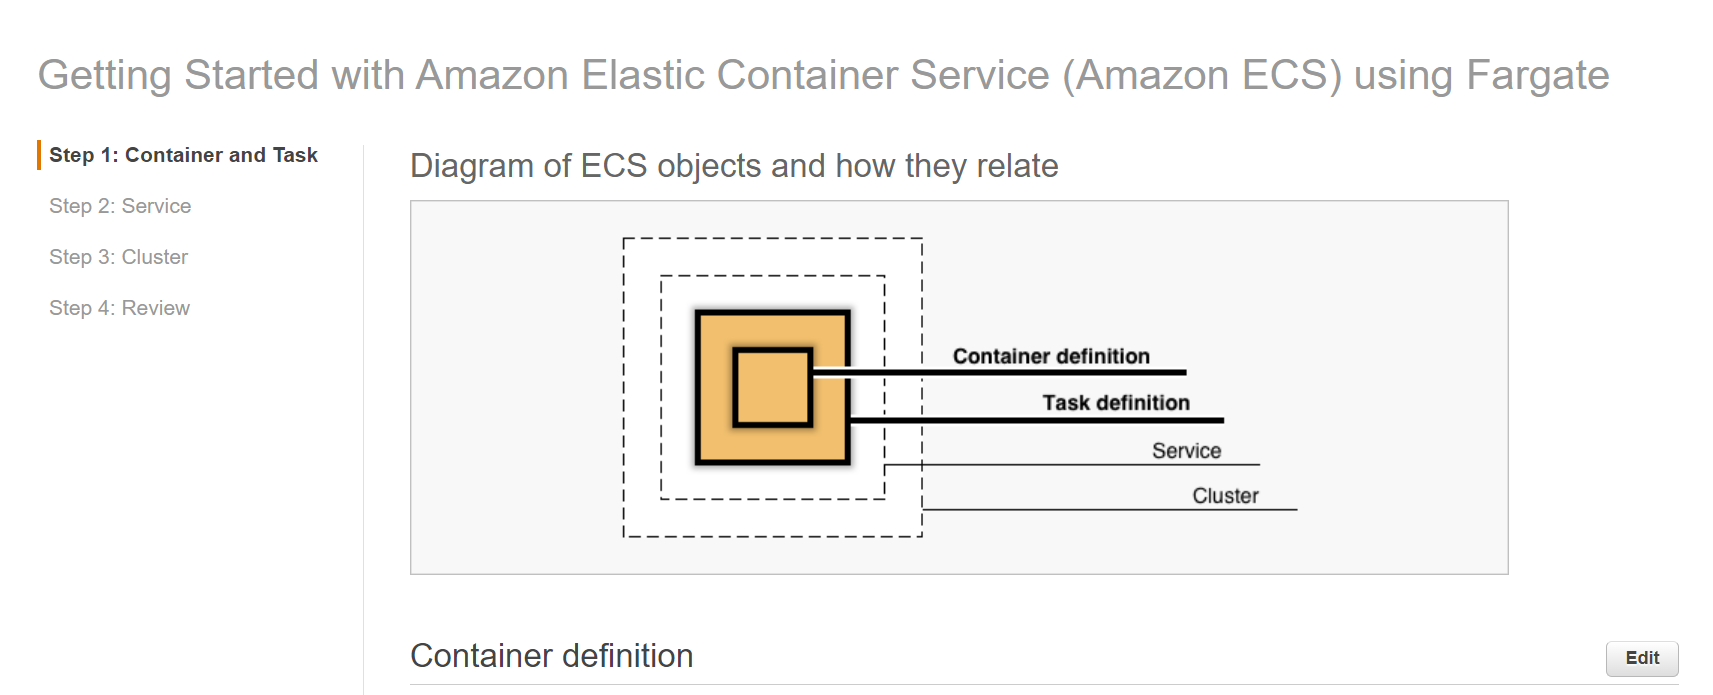 Getting Started with Amazon Elastic Container Service (Amazon ECS) using Fargate
Step 1: Container and Task
Step 2: Service
Step 3: Cluster
Step 4: Review
Diagram of ECS objects and how they relate
Container definition
Task definition
Service
Cluster
Container definition
Edit